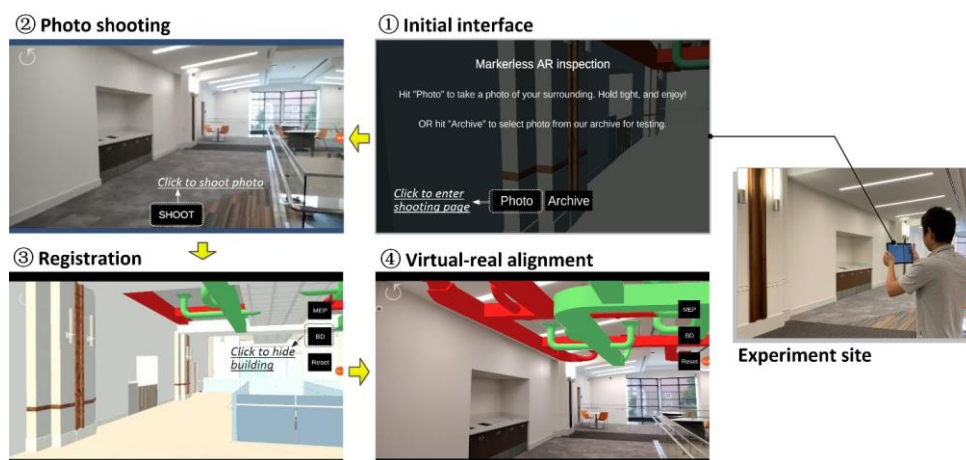 ② Photo shooting
Click to shoot photo
SHOOT
① Initial interface
Markerless AR inspection
Hit "Photo" to take a photo of your surrounding. Hold tight, and enjoy!
OR hit "Archive" to select photo from our archive for testing.
Click to enter
shooting page
Photo
Archive
③ Registration
MEP
BD
Reset
Click to hide
building
④ Virtual-real alignment
MEP
BD
Reset
Experiment site